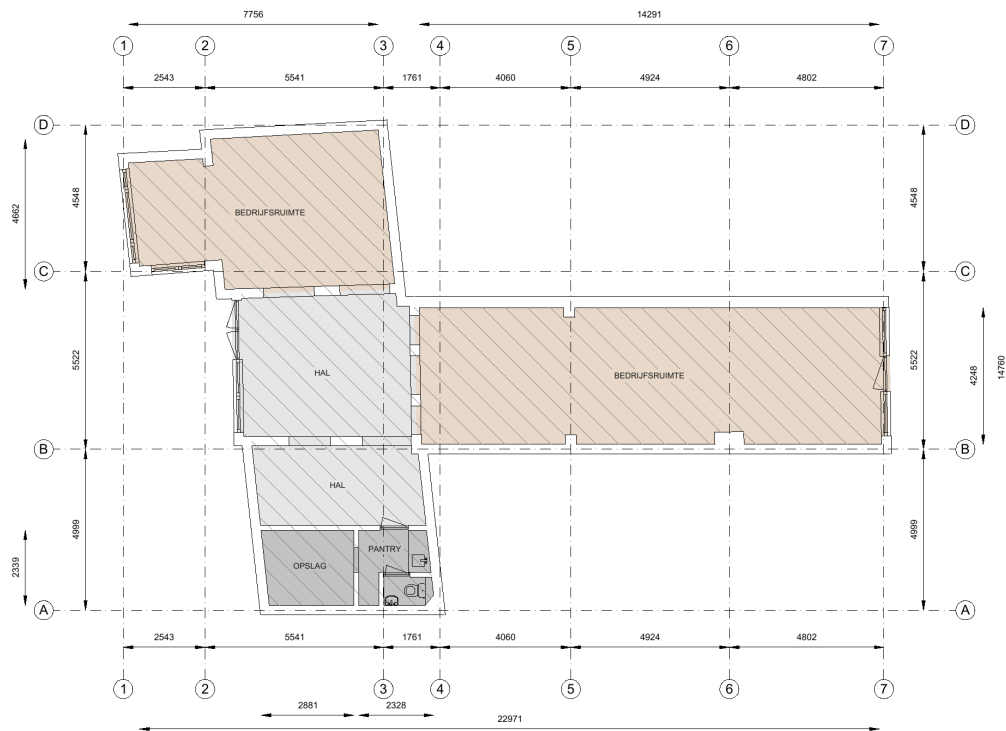 7756 14291
1 2 3 4 5 6 7
2543 5541 1761 4060 4924 4802
D D
4662 4548 4548
BEDRIJFSRUIMTE
C C
5522 HAL BEDRIJFSRUIMTE 5522 4248 14760
B B
HAL
4999 4999
2339 OPSLAG PANTRY
A A
2543 5541 1761 4060 4924 4802
1 2 3 4 5 6 7
2881 2328
22971